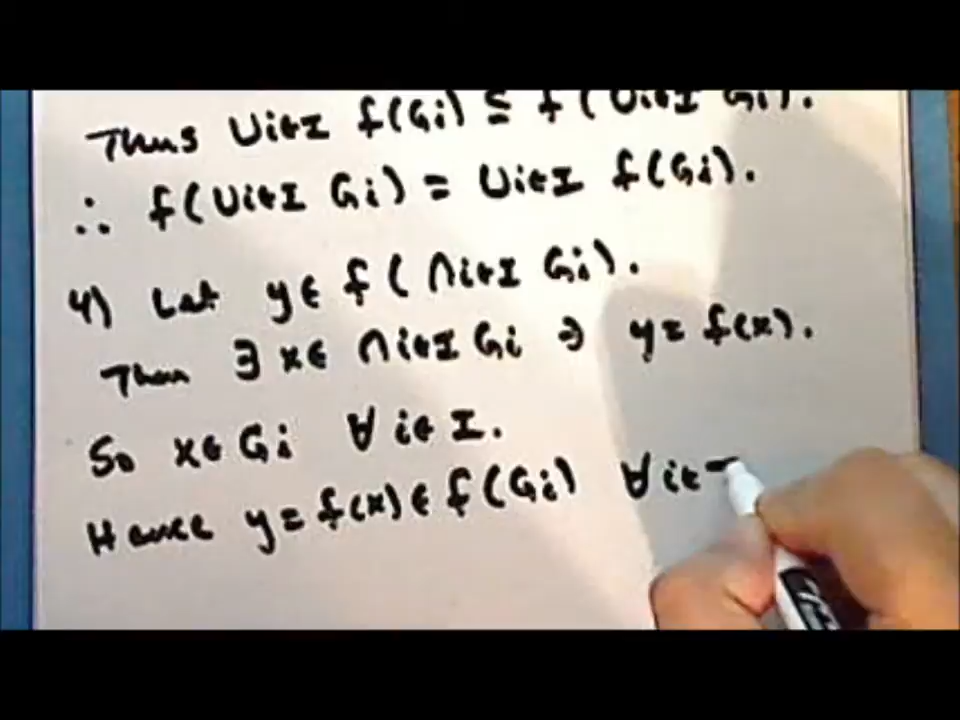 Thus ∪i∈I f(Gi) ⊆ f(∪i∈I Gi).
∴ f(∪i∈I Gi) = ∪i∈I f(Gi).
4) Let y∈ f(∩i∈I Gi).
Then ∃ x∈ ∩i∈I Gi ∋ y= f(x).
So x∈ Gi ∀ i∈ I.
Hence y= f(x)∈ f(Gi) ∀ i∈